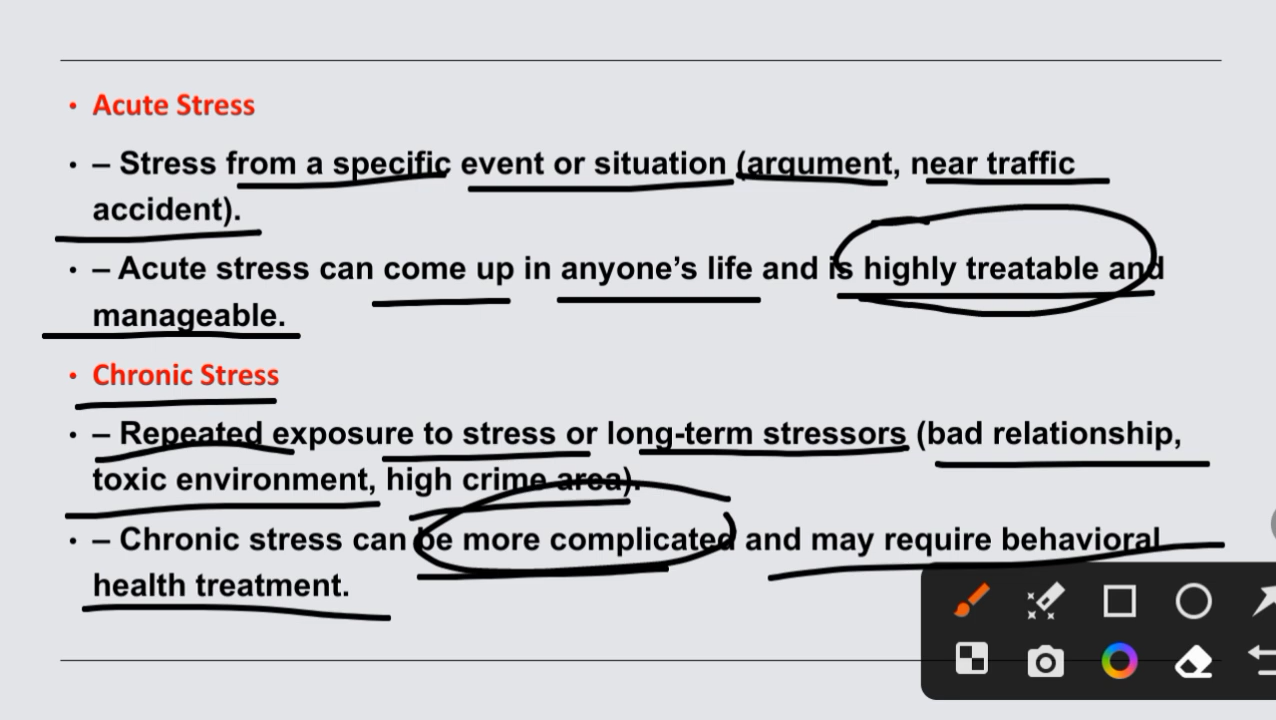 • Acute Stress
• – Stress from a specific event or situation (argument, near traffic
accident).
• – Acute stress can come up in anyone’s life and is highly treatable and
manageable.
• Chronic Stress
• – Repeated exposure to stress or long-term stressors (bad relationship,
toxic environment, high crime area).
• – Chronic stress can be more complicated and may require behavioral
health treatment.